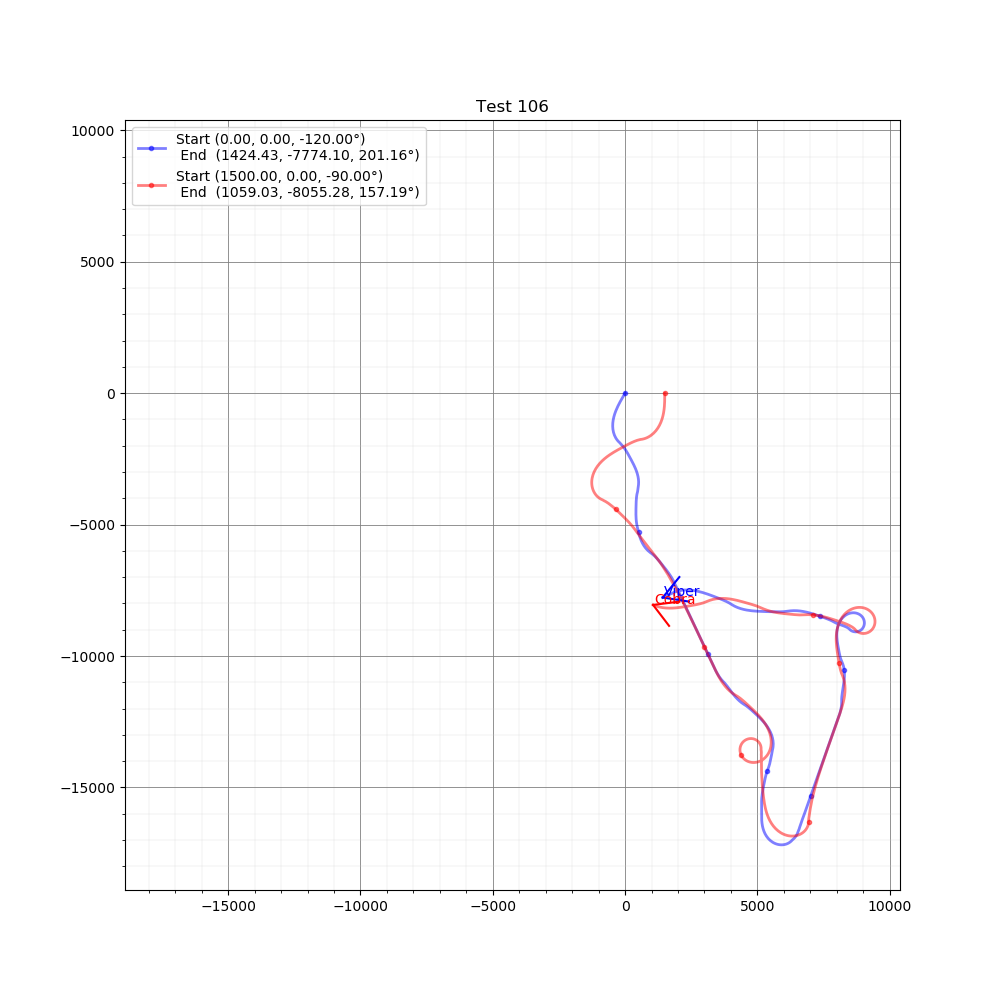 Test 106
Start (0.00, 0.00, -120.00°)
End (1424.43, -7774.10, 201.16°)
Start (1500.00, 0.00, -90.00°)
End (1059.03, -8055.28, 157.19°)
10000
5000
0
−5000
−10000
−15000
Viper
Cobra
−15000 −10000 −5000 0 5000 10000